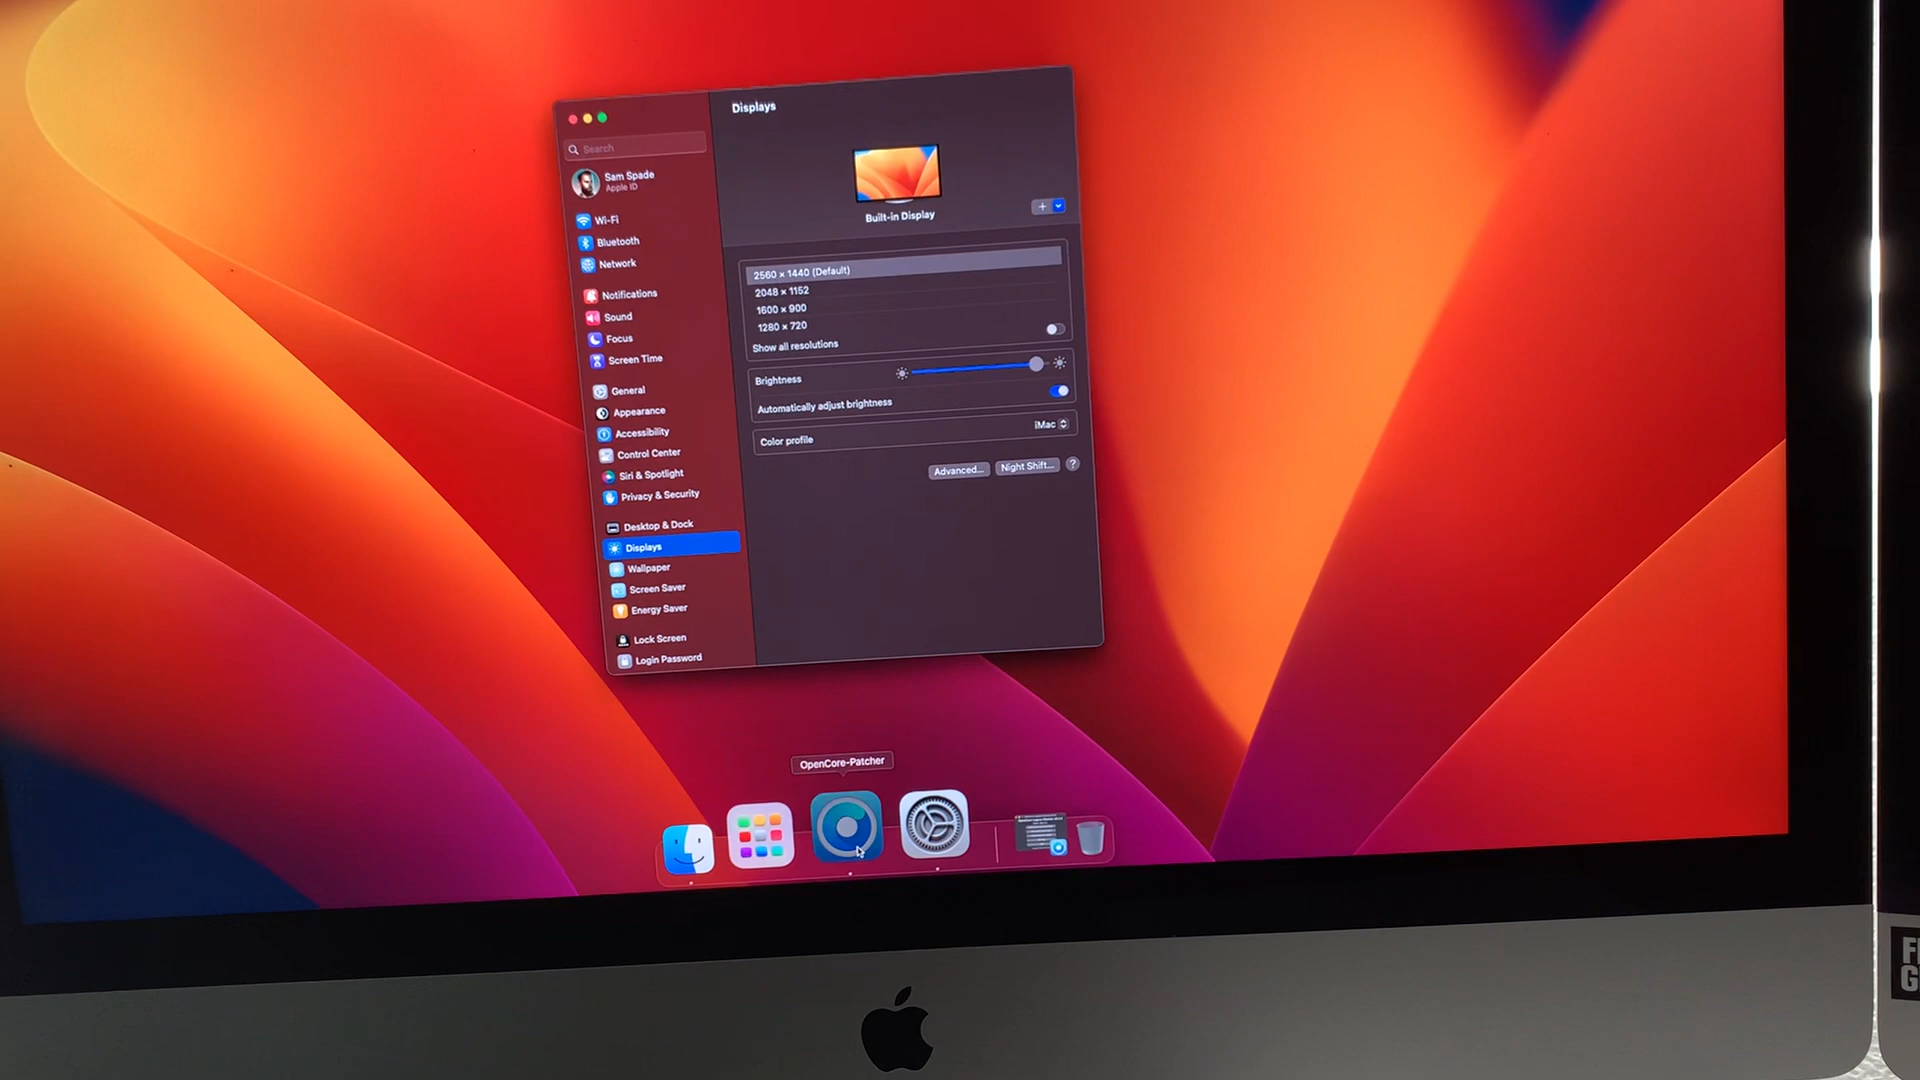 Displays
Search
Sam Spade
Apple ID
Wi-Fi
Bluetooth
Network
Notifications
Sound
Focus
Screen Time
General
Appearance
Accessibility
Control Center
Siri & Spotlight
Privacy & Security
Desktop & Dock
Displays
Wallpaper
Screen Saver
Energy Saver
Lock Screen
Login Password
Built-in Display
2560 × 1440 (Default)
2048 × 1152
1600 × 900
1280 × 720
Show all resolutions
Brightness
Automatically adjust brightness
Color profile
iMac
Advanced...
Night Shift...
?
OpenCore-Patcher